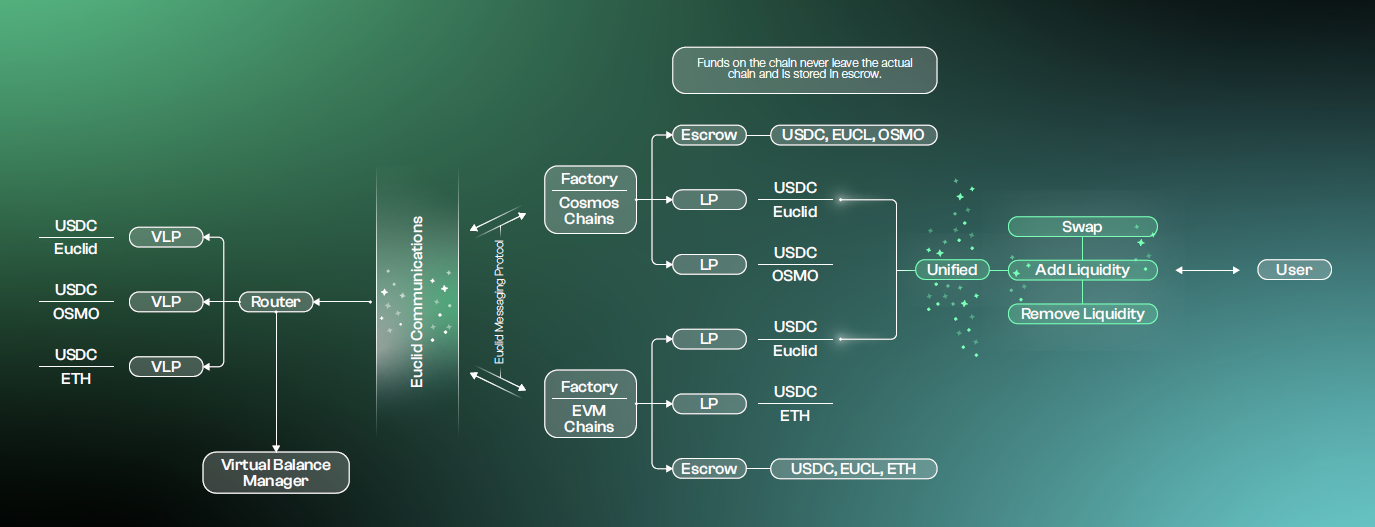 Funds on the chain never leave the actual
chain and is stored in escrow.
USDC
Euclid
VLP
USDC
OSMO
VLP
USDC
ETH
VLP
Router
Virtual Balance
Manager
Euclid Communications
Euclid Messaging Protcol
Factory
Cosmos
Chains
Escrow
USDC, EUCL, OSMO
LP
USDC
Euclid
LP
USDC
OSMO
Factory
EVM
Chains
LP
USDC
Euclid
LP
USDC
ETH
Escrow
USDC, EUCL, ETH
Unified
Swap
Add Liquidity
Remove Liquidity
User